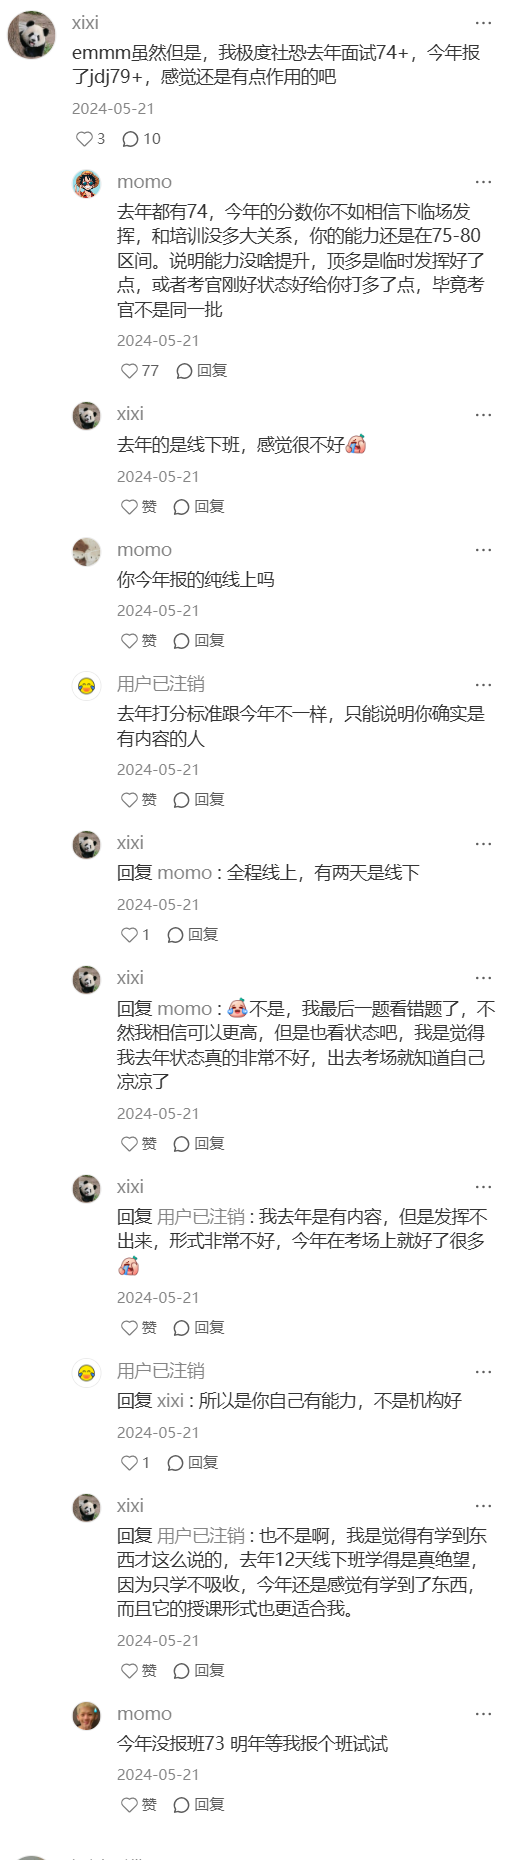 xixi
emmm虽然但是，我极度社恐去年面试74+，今年报
了jdj79+，感觉还是有点作用的吧
2024-05-21
3 10
momo
去年都有74，今年的分数你不如相信下临场发
挥，和培训没多大关系，你的能力还是在75-80
区间。说明能力没啥提升，顶多是临时发挥好了
点，或者考官刚好状态好给你打多了点，毕竟考
官不是同一批
2024-05-21
77 回复
xixi
去年的是线下班，感觉很不好
2024-05-21
赞 回复
momo
你今年报的纯线上吗
2024-05-21
赞 回复
用户已注销
去年打分标准跟今年不一样，只能说明你确实是
有内容的人
2024-05-21
赞 回复
xixi
回复 momo : 全程线上，有两天是线下
2024-05-21
1 回复
xixi
回复 momo : 不是，我最后一题看错题了，不
然我相信可以更高，但是也看状态吧，我是觉得
我去年状态真的非常不好，出去考场就知道自己
凉凉了
2024-05-21
赞 回复
xixi
回复 用户已注销 : 我去年是有内容，但是发挥不
出来，形式非常不好，今年在考场上就好了很多
2024-05-21
赞 回复
用户已注销
回复 xixi : 所以是你自己有能力，不是机构好
2024-05-21
1 回复
xixi
回复 用户已注销 : 也不是啊，我是觉得有学到东
西才这么说的，去年12天线下班学得是真绝望，
因为只学不吸收，今年还是感觉有学到了东西，
而且它的授课形式也更适合我。
2024-05-21
赞 回复
momo
今年没报班73 明年等我报个班试试
2024-05-21
赞 回复